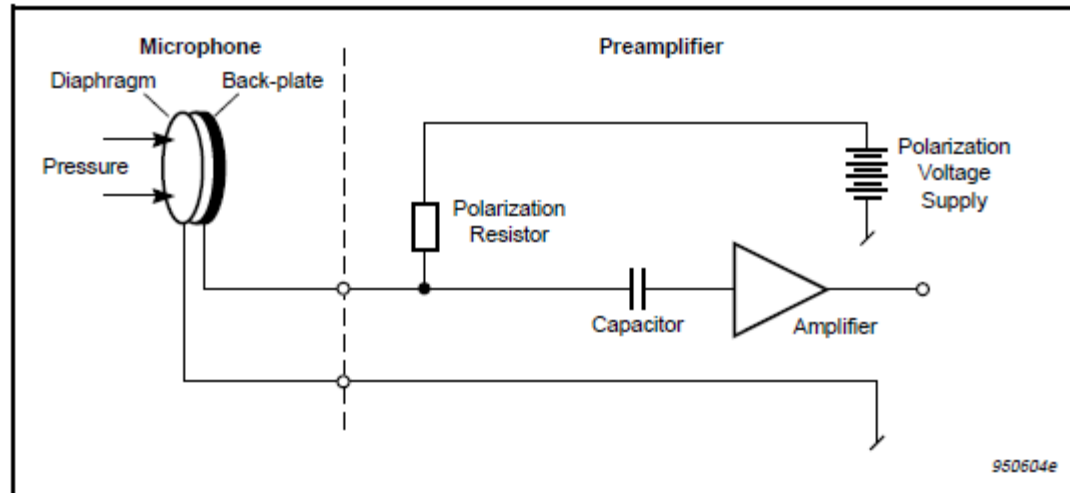 Microphone
Preamplifier
Diaphragm
Back-plate
Pressure
Polarization
Resistor
Polarization
Voltage
Supply
Capacitor
Amplifier
950604e